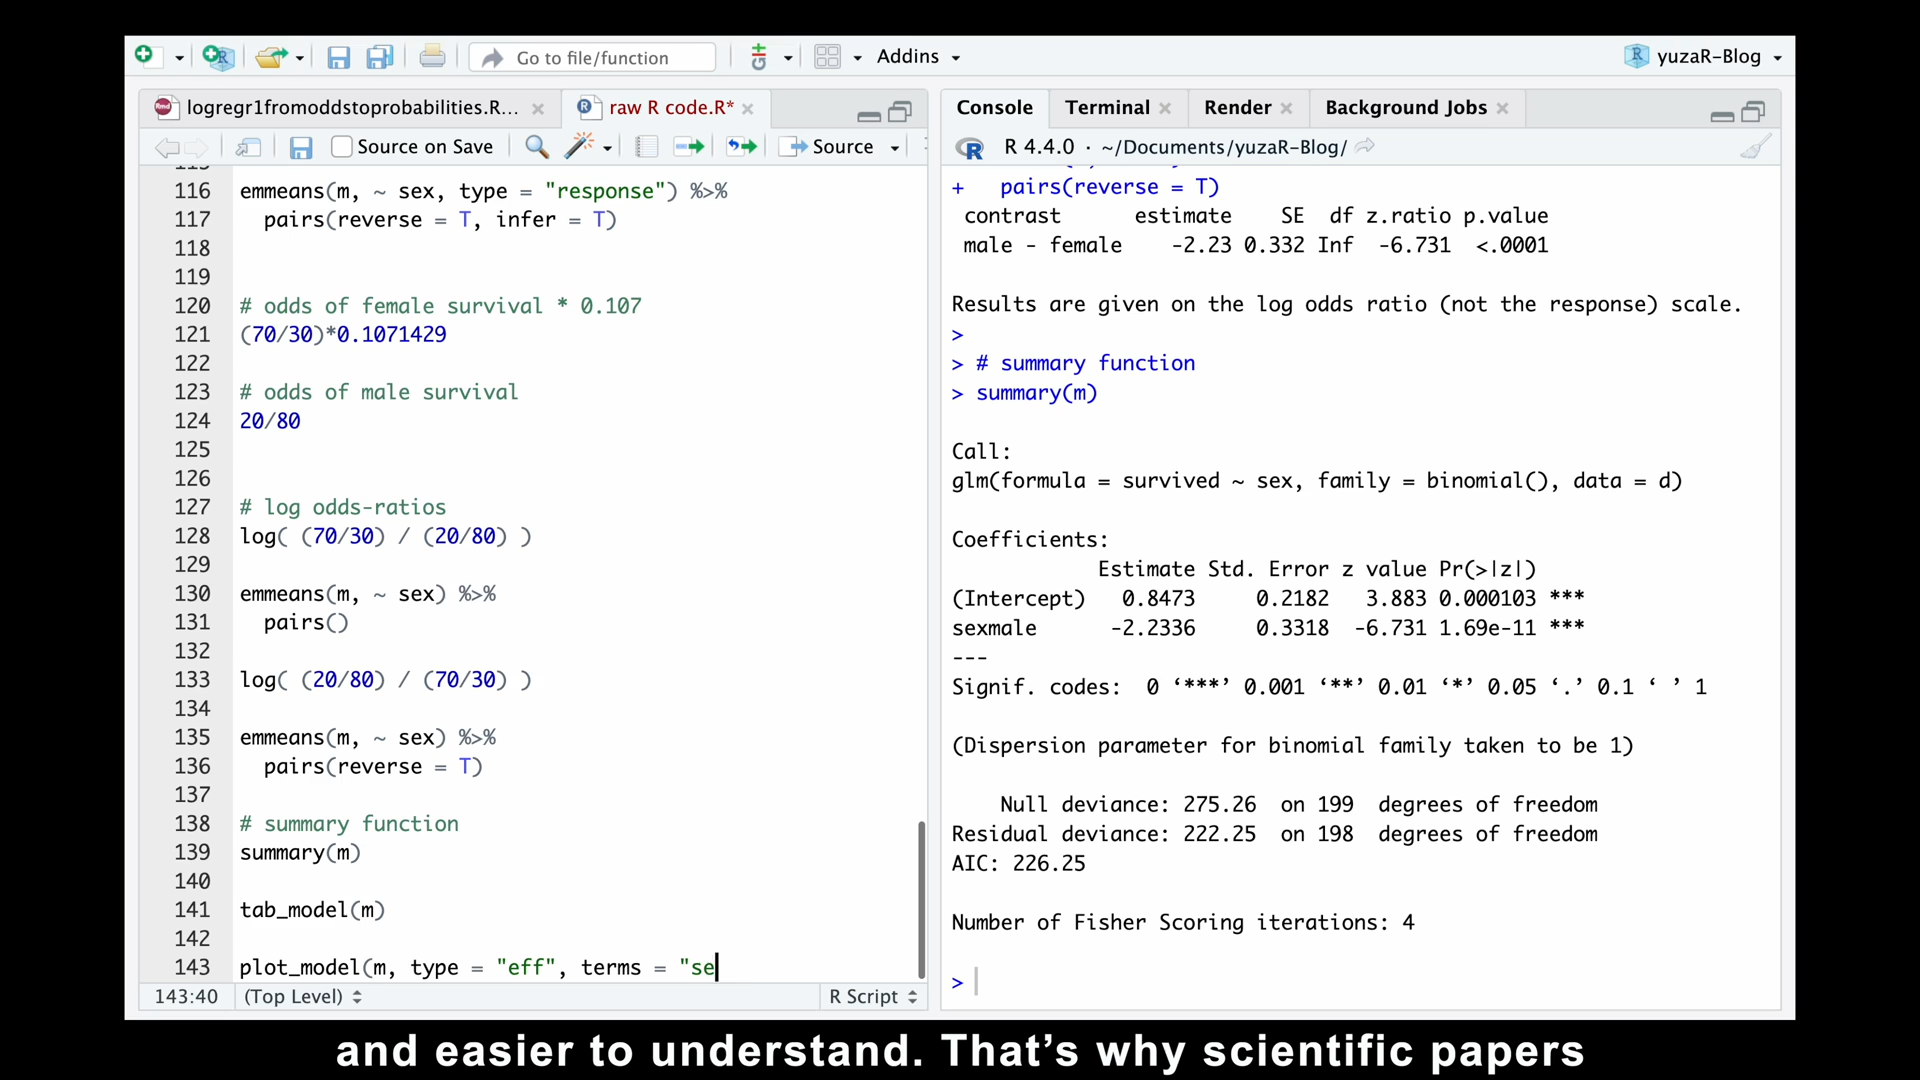 Go to file/function
Addins
yuzaR-Blog
logregr1fromoddstoprobabilities.R...
raw R code.R*
Source on Save
Source
116 emmeans(m, ~ sex, type = "response") %>%
117   pairs(reverse = T, infer = T)
118
119
120 # odds of female survival * 0.107
121 (70/30)*0.1071429
122
123 # odds of male survival
124 20/80
125
126
127 # log odds-ratios
128 log( (70/30) / (20/80) )
129
130 emmeans(m, ~ sex) %>%
131   pairs()
132
133 log( (20/80) / (70/30) )
134
135 emmeans(m, ~ sex) %>%
136   pairs(reverse = T)
137
138 # summary function
139 summary(m)
140
141 tab_model(m)
142
143 plot_model(m, type = "eff", terms = "se
143:40 (Top Level) R Script
Console Terminal Render Background Jobs
R 4.4.0 · ~/Documents/yuzaR-Blog/
+   pairs(reverse = T)
 contrast      estimate    SE  df z.ratio p.value
 male - female    -2.23 0.332 Inf  -6.731  <.0001
Results are given on the log odds ratio (not the response) scale.
>
> # summary function
> summary(m)
Call:
glm(formula = survived ~ sex, family = binomial(), data = d)
Coefficients:
            Estimate Std. Error z value Pr(>|z|)
(Intercept)   0.8473     0.2182   3.883 0.000103 ***
sexmale      -2.2336     0.3318  -6.731 1.69e-11 ***
---
Signif. codes:  0 ‘***’ 0.001 ‘**’ 0.01 ‘*’ 0.05 ‘.’ 0.1 ‘ ’ 1
(Dispersion parameter for binomial family taken to be 1)
    Null deviance: 275.26  on 199  degrees of freedom
Residual deviance: 222.25  on 198  degrees of freedom
AIC: 226.25
Number of Fisher Scoring iterations: 4
>
and easier to understand. That’s why scientific papers